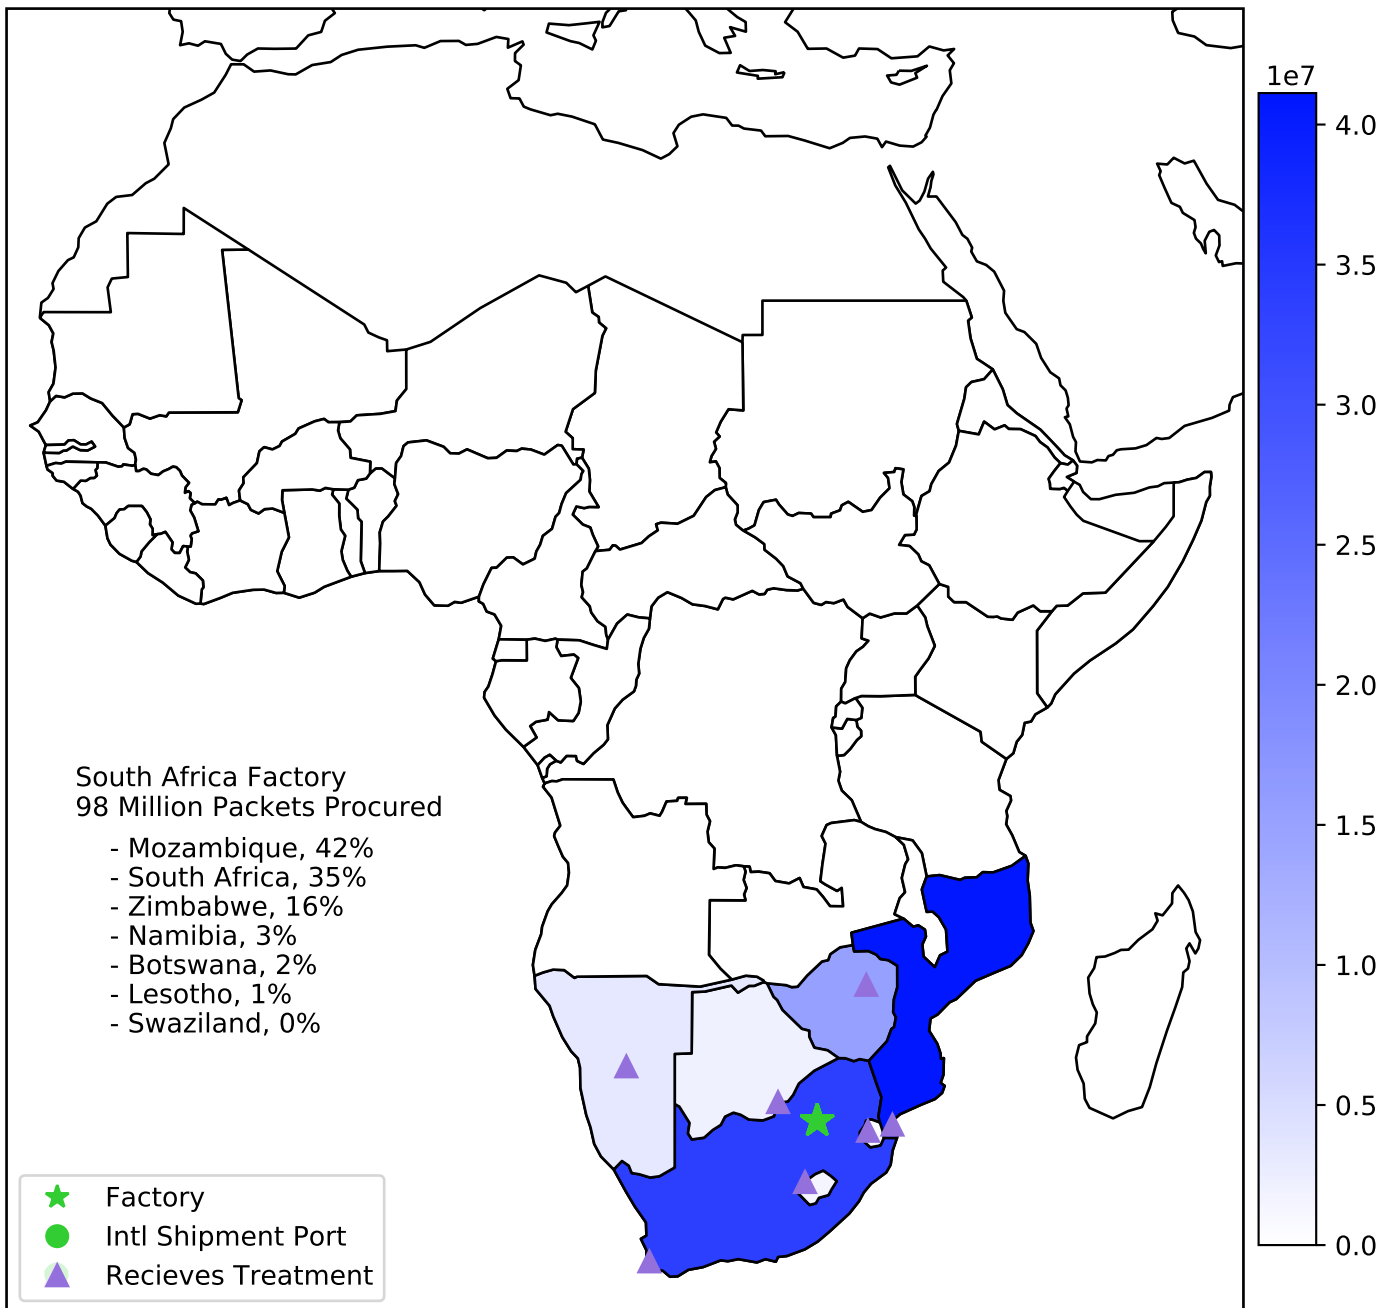 1e7
4.0
3.5
3.0
2.5
2.0
1.5
1.0
0.5
0.0
South Africa Factory
98 Million Packets Procured
- Mozambique, 42%
- South Africa, 35%
- Zimbabwe, 16%
- Namibia, 3%
- Botswana, 2%
- Lesotho, 1%
- Swaziland, 0%
Factory
Intl Shipment Port
Recieves Treatment